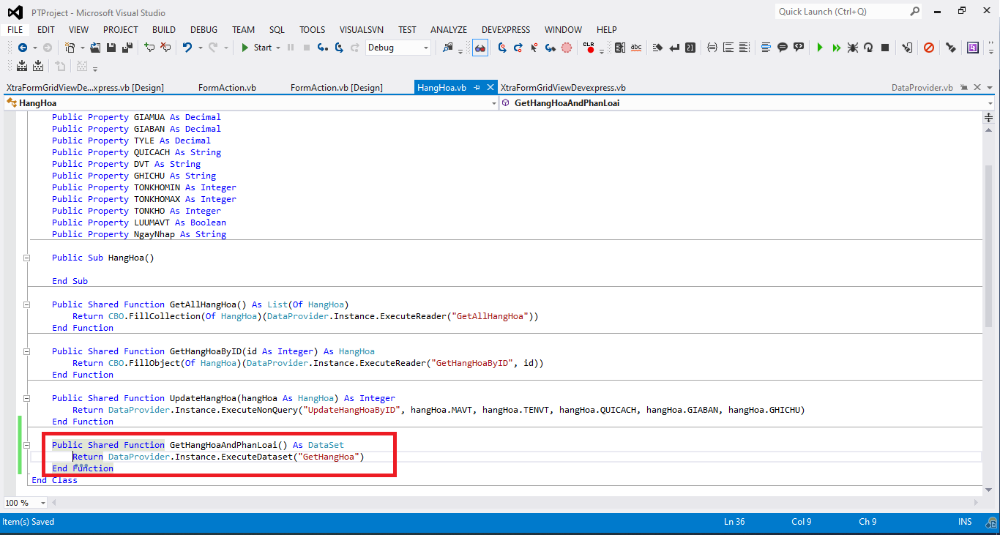 PTProject - Microsoft Visual Studio
Quick Launch (Ctrl+Q)
FILE EDIT VIEW PROJECT BUILD DEBUG TEAM SQL TOOLS VISUALSVN TEST ANALYZE DEVEXPRESS WINDOW HELP
Start Debug CLR abc 21
XtraFormGridViewDe...xpress.vb [Design] FormAction.vb FormAction.vb [Design] HangHoa.vb XtraFormGridViewDevexpress.vb DataProvider.vb
HangHoa GetHangHoaAndPhanLoai
Public Property GIAMUA As Decimal
Public Property GIABAN As Decimal
Public Property TYLE As Decimal
Public Property QUICACH As String
Public Property DVT As String
Public Property GHICHU As String
Public Property TONKHOMIN As Integer
Public Property TONKHOMAX As Integer
Public Property TONKHO As Integer
Public Property LUUMAVT As Boolean
Public Property NgayNhap As String
Public Sub HangHoa()
End Sub
Public Shared Function GetAllHangHoa() As List(Of HangHoa)
Return CBO.FillCollection(Of HangHoa)(DataProvider.Instance.ExecuteReader("GetAllHangHoa"))
End Function
Public Shared Function GetHangHoaByID(id As Integer) As HangHoa
Return CBO.FillObject(Of HangHoa)(DataProvider.Instance.ExecuteReader("GetHangHoaByID", id))
End Function
Public Shared Function UpdateHangHoa(hangHoa As HangHoa) As Integer
Return DataProvider.Instance.ExecuteNonQuery("UpdateHangHoaByID", hangHoa.MAVT, hangHoa.TENVT, hangHoa.QUICACH, hangHoa.GIABAN, hangHoa.GHICHU)
End Function
Public Shared Function GetHangHoaAndPhanLoai() As DataSet
Return DataProvider.Instance.ExecuteDataset("GetHangHoa")
End Function
End Class
100 %
Item(s) Saved Ln 36 Col 9 Ch 9 INS